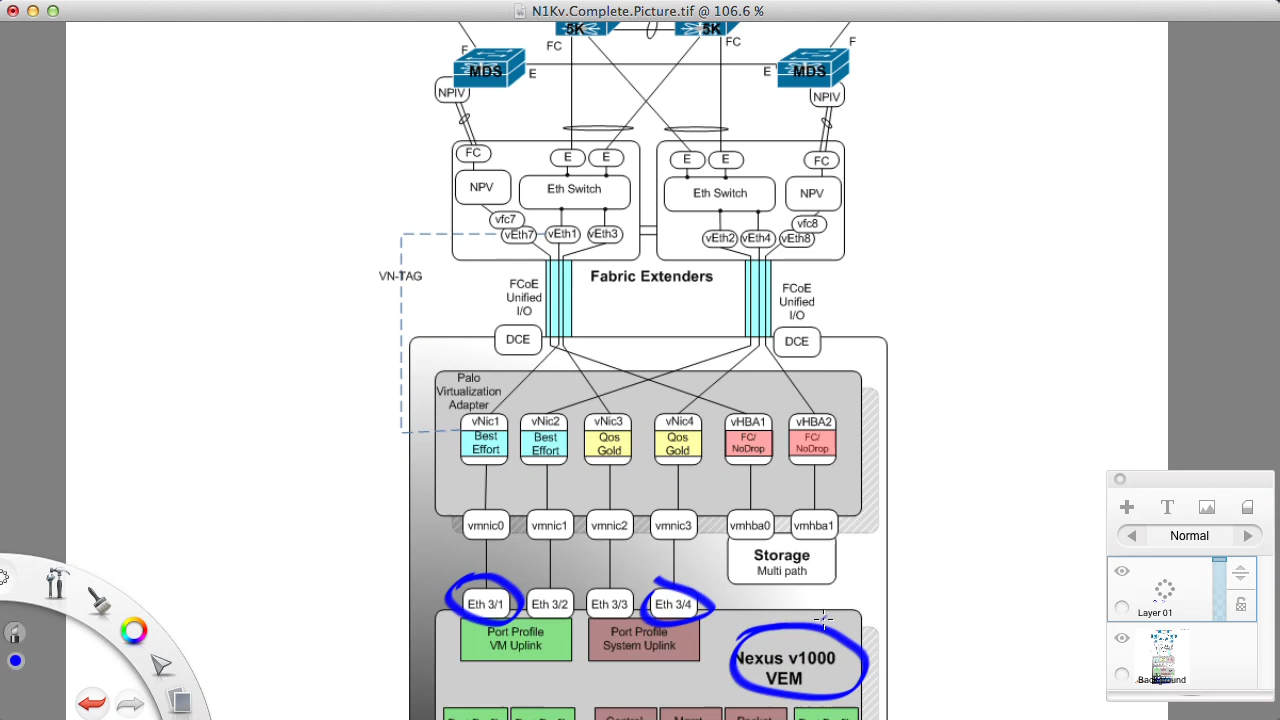 N1Kv.Complete.Picture.tif @ 106.6 %
5K
5K
FC
FC
F
F
MDS
E
E
MDS
NPIV
NPIV
FC
E
E
E
E
FC
NPV
Eth Switch
Eth Switch
NPV
vfc7
vfc8
vEth7
vEth1
vEth3
vEth2
vEth4
vEth8
VN-TAG
Fabric Extenders
FCoE
Unified
I/O
FCoE
Unified
I/O
DCE
DCE
Palo
Virtualization
Adapter
vNic1
vNic2
vNic3
vNic4
vHBA1
vHBA2
Best
Effort
Best
Effort
Qos
Gold
Qos
Gold
FC/
NoDrop
FC/
NoDrop
vmnic0
vmnic1
vmnic2
vmnic3
vmhba0
vmhba1
Storage
Multi path
Eth 3/1
Eth 3/2
Eth 3/3
Eth 3/4
Port Profile
VM Uplink
Port Profile
System Uplink
Nexus v1000
VEM
Normal
Layer 01
Background